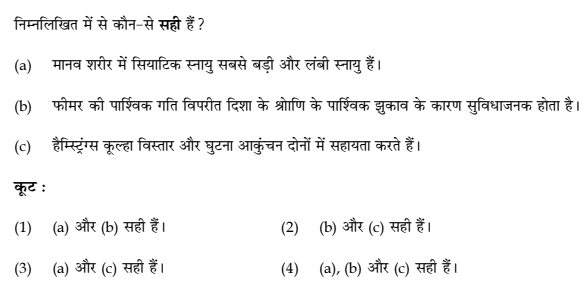 निम्नलिखित में से कौन-से सही हैं ?
(a) मानव शरीर में सियाटिक स्नायु सबसे बड़ी और लंबी स्नायु हैं।
(b) फीमर की पार्श्विक गति विपरीत दिशा के श्रोाणि के पार्श्विक झुकाव के कारण सुविधाजनक होता है।
(c) हैम्स्ट्रिंग्स कूल्हा विस्तार और घुटना आकुंचन दोनों में सहायता करते हैं।
कूट :
(1) (a) और (b) सही हैं। (2) (b) और (c) सही हैं।
(3) (a) और (c) सही हैं। (4) (a), (b) और (c) सही हैं।